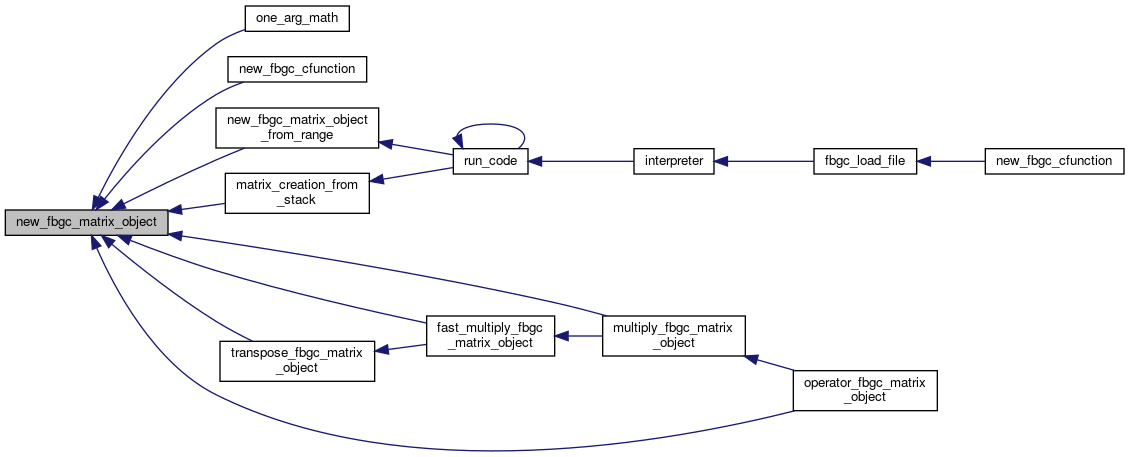 one_arg_math
new_fbgc_cfunction
new_fbgc_matrix_object
_from_range
run_code
interpreter
fbgc_load_file
new_fbgc_cfunction
matrix_creation_from
_stack
new_fbgc_matrix_object
fast_multiply_fbgc
_matrix_object
multiply_fbgc_matrix
_object
transpose_fbgc_matrix
_object
operator_fbgc_matrix
_object